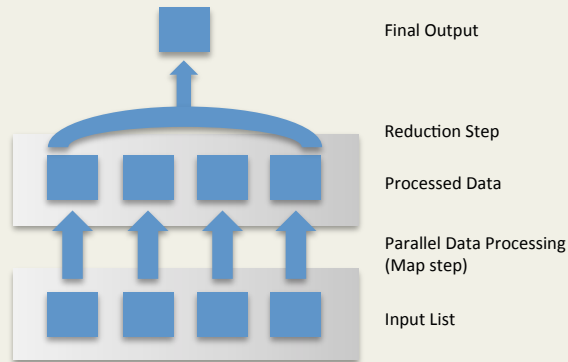 Final Output
Reduction Step
Processed Data
Parallel Data Processing
(Map step)
Input List